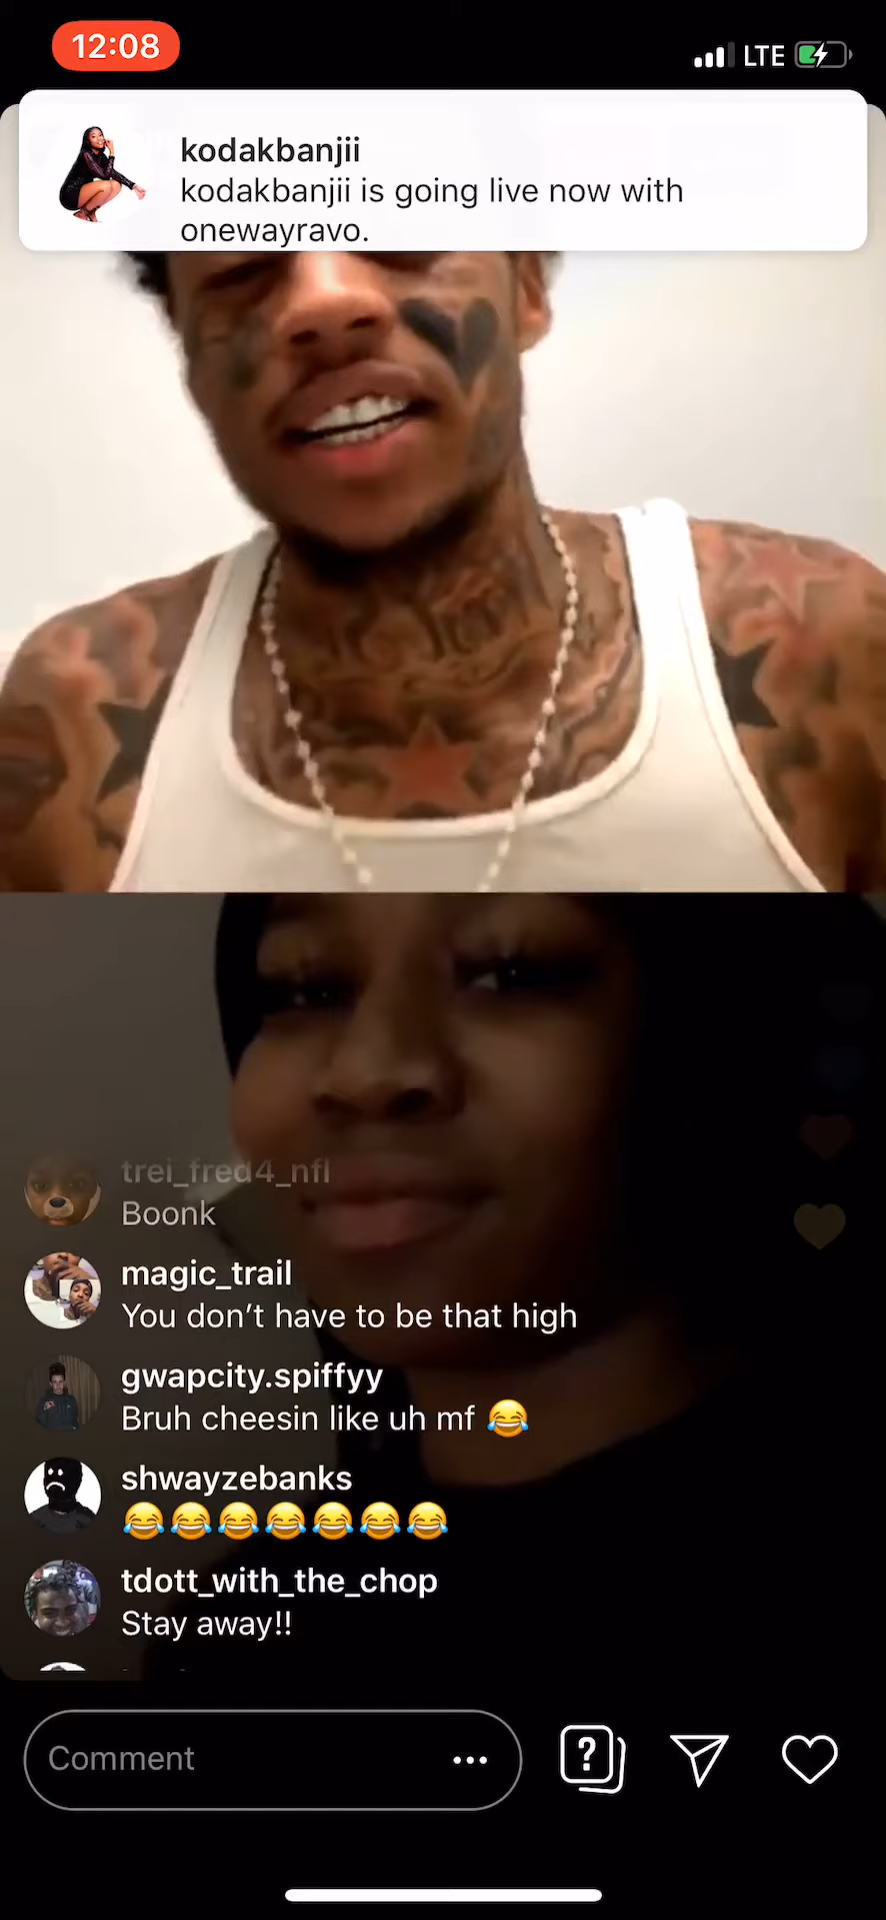 12:08
LTE
kodakbanjii
kodakbanjii is going live now with
onewayravo.
trei_fred4_nfl
Boonk
magic_trail
You don’t have to be that high
gwapcity.spiffyy
Bruh cheesin like uh mf 😂
shwayzebanks
😂😂😂😂😂😂😂
tdott_with_the_chop
Stay away!!
Comment
?